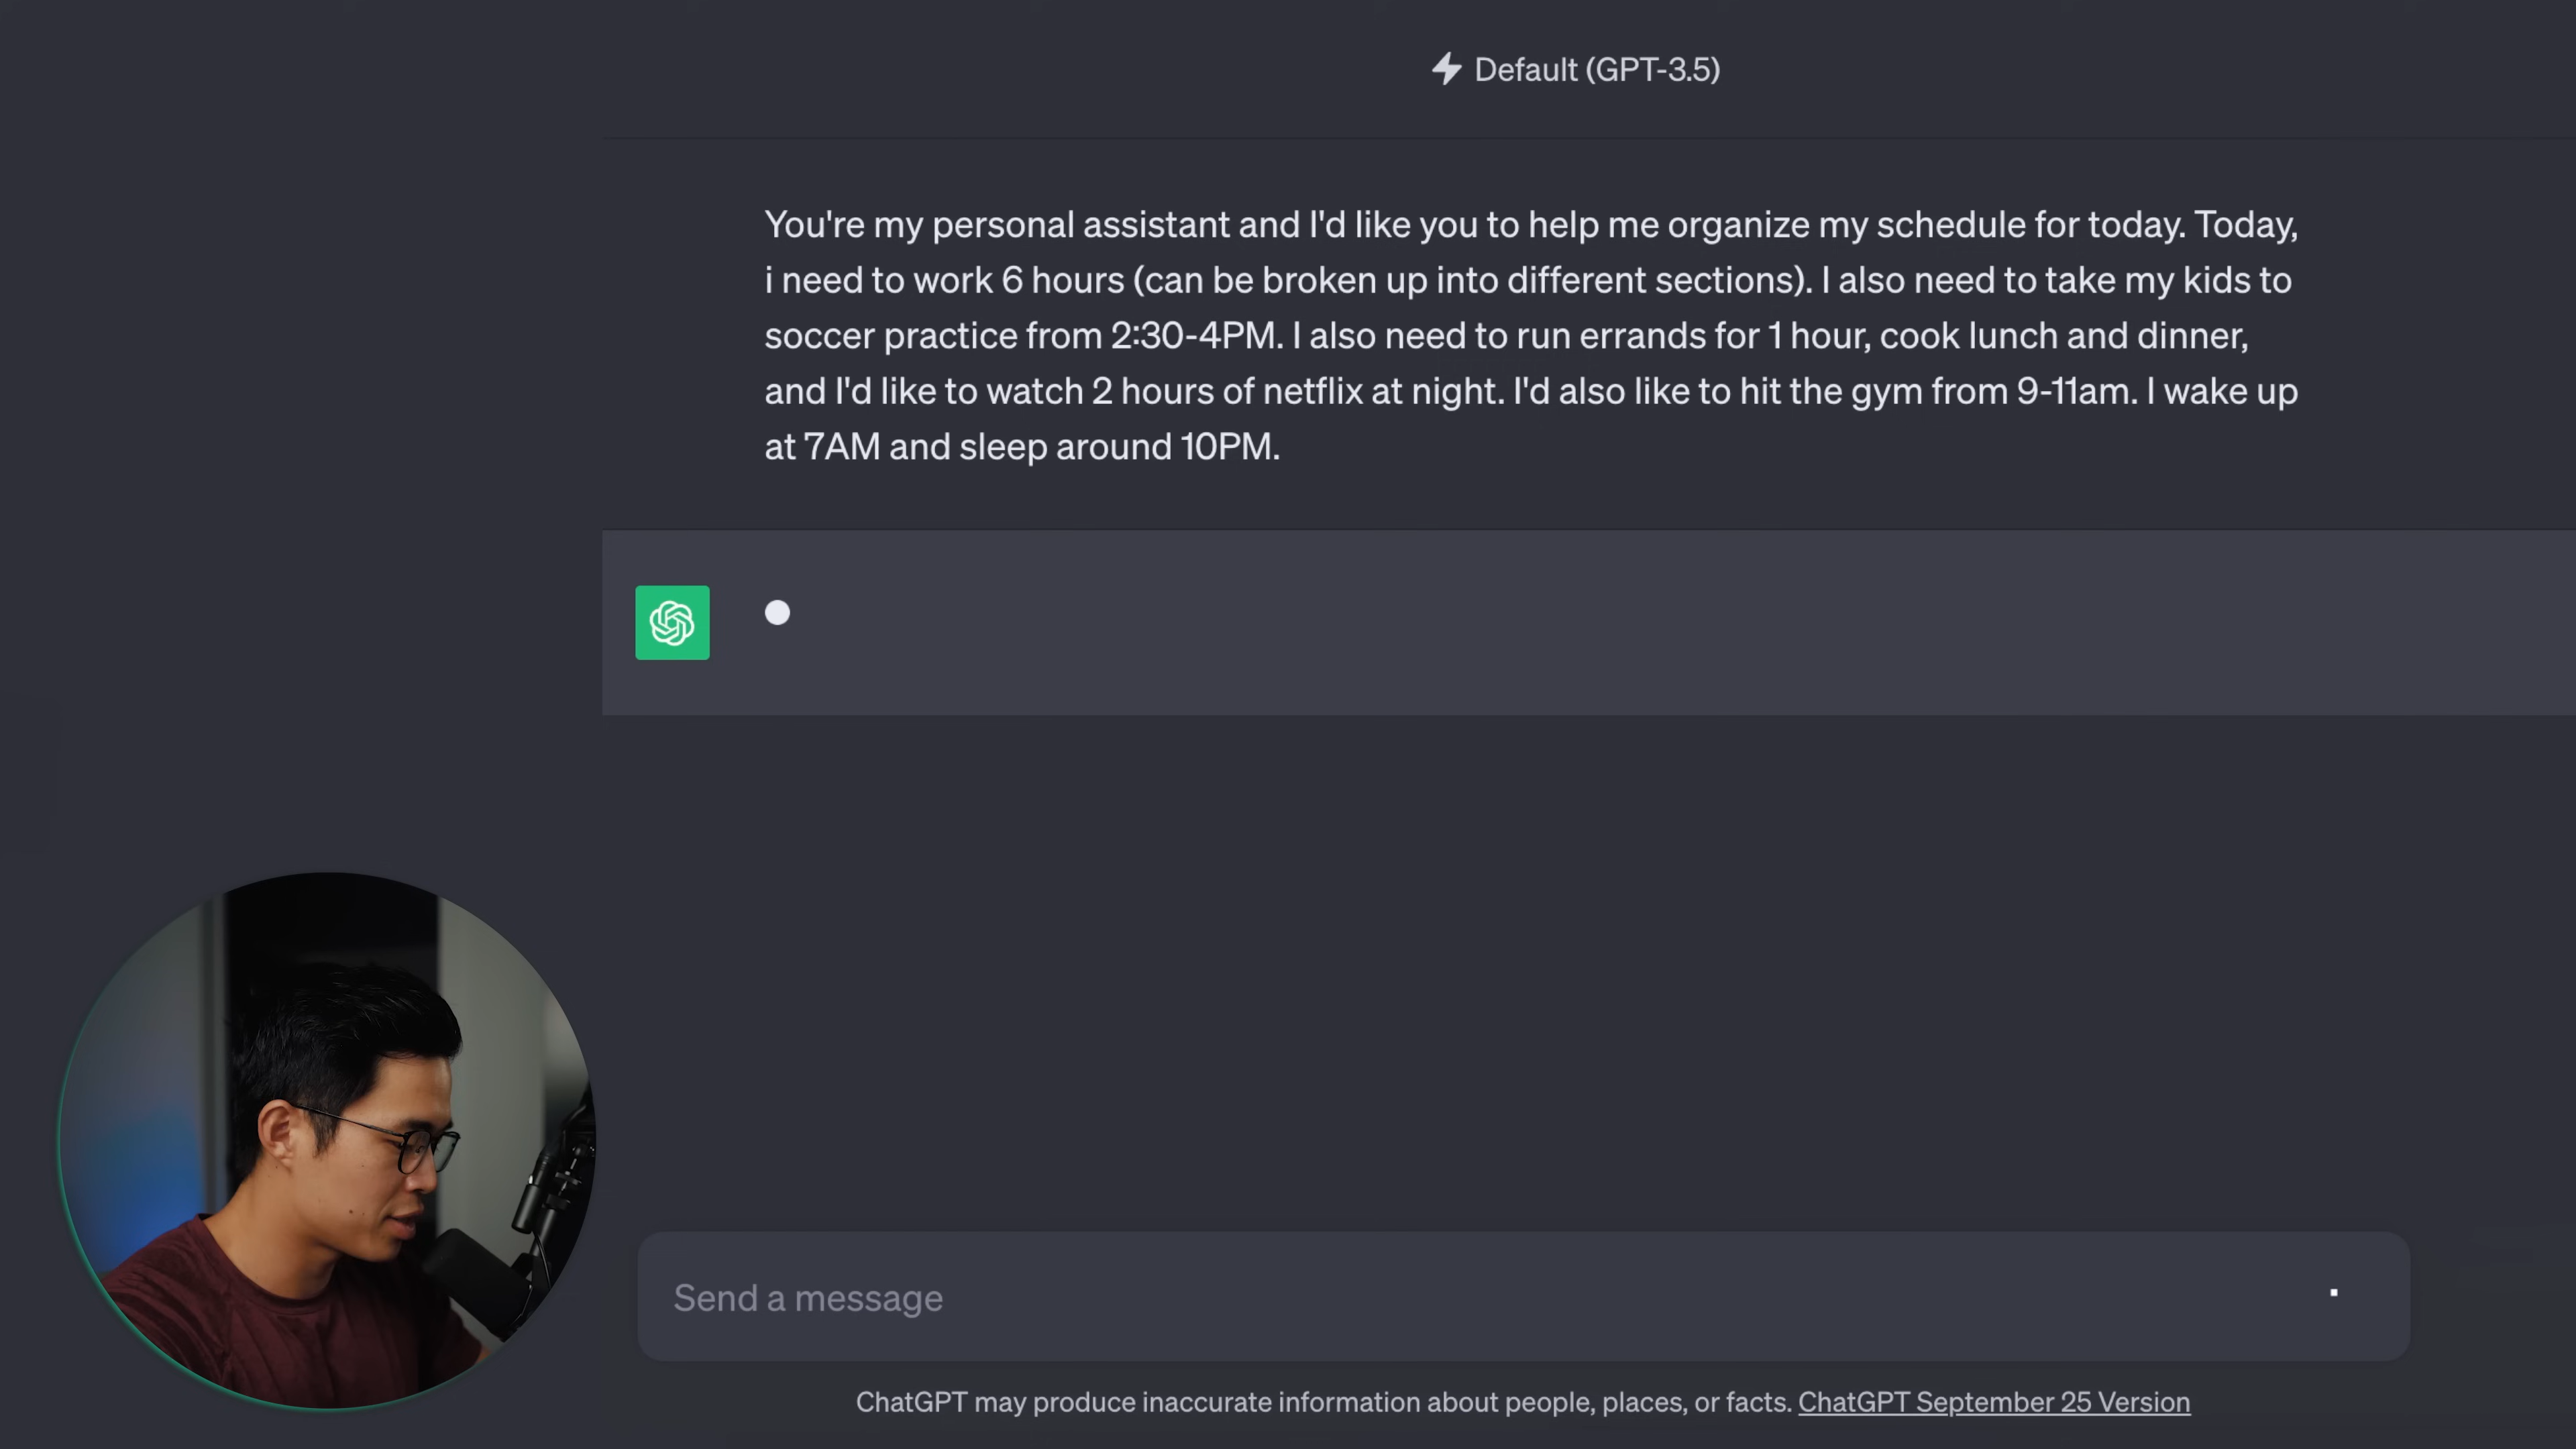 Default (GPT-3.5)
You're my personal assistant and I'd like you to help me organize my schedule for today. Today,
i need to work 6 hours (can be broken up into different sections). I also need to take my kids to
soccer practice from 2:30-4PM. I also need to run errands for 1 hour, cook lunch and dinner,
and I'd like to watch 2 hours of netflix at night. I'd also like to hit the gym from 9-11am. I wake up
at 7AM and sleep around 10PM.
Send a message
ChatGPT may produce inaccurate information about people, places, or facts. ChatGPT September 25 Version